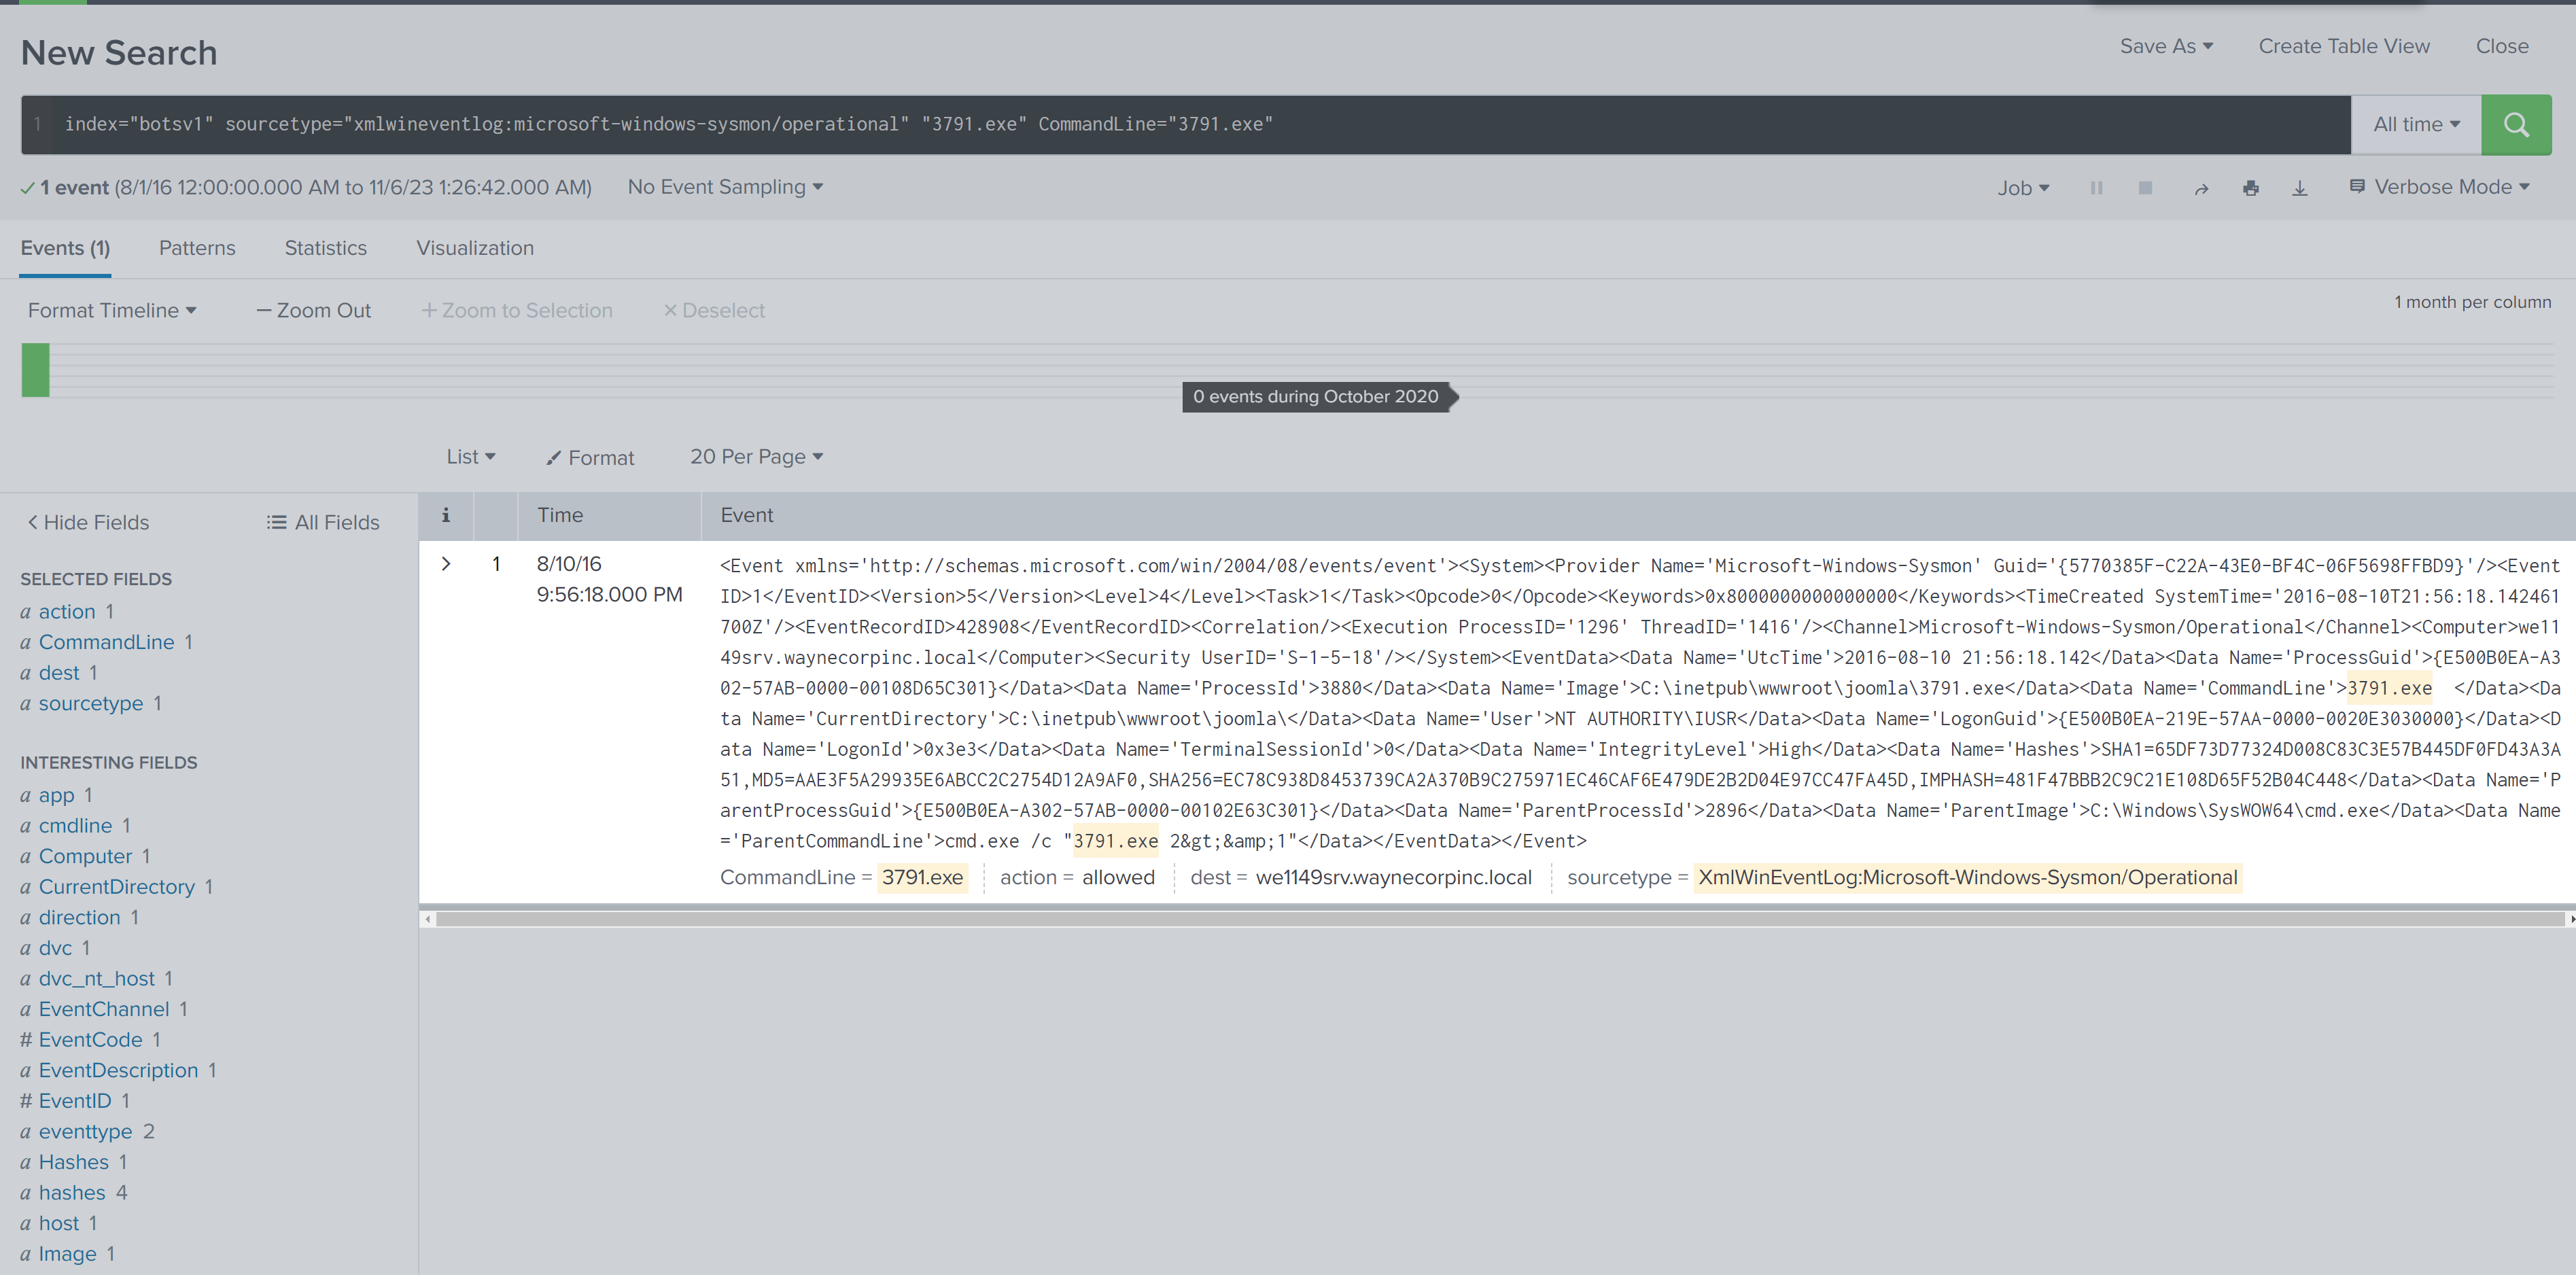 New Search
Save As
Create Table View
Close
1 index="botsv1" sourcetype="xmlwineventlog:microsoft-windows-sysmon/operational" "3791.exe" CommandLine="3791.exe"
All time
1 event (8/1/16 12:00:00.000 AM to 11/6/23 1:26:42.000 AM)
No Event Sampling
Job
Verbose Mode
Events (1)
Patterns
Statistics
Visualization
Format Timeline
Zoom Out
Zoom to Selection
Deselect
1 month per column
0 events during October 2020
List
Format
20 Per Page
Hide Fields
All Fields
i
Time
Event
SELECTED FIELDS
a action 1
a CommandLine 1
a dest 1
a sourcetype 1
INTERESTING FIELDS
a app 1
a cmdline 1
a Computer 1
a CurrentDirectory 1
a direction 1
a dvc 1
a dvc_nt_host 1
a EventChannel 1
# EventCode 1
a EventDescription 1
# EventID 1
a eventtype 2
a Hashes 1
a hashes 4
a host 1
a Image 1
1
8/10/16
9:56:18.000 PM
<Event xmlns='http://schemas.microsoft.com/win/2004/08/events/event'><System><Provider Name='Microsoft-Windows-Sysmon' Guid='{5770385F-C22A-43E0-BF4C-06F5698FFBD9}'/><Event
ID>1</EventID><Version>5</Version><Level>4</Level><Task>1</Task><Opcode>0</Opcode><Keywords>0x8000000000000000</Keywords><TimeCreated SystemTime='2016-08-10T21:56:18.142461
700Z'/><EventRecordID>428908</EventRecordID><Correlation/><Execution ProcessID='1296' ThreadID='1416'/><Channel>Microsoft-Windows-Sysmon/Operational</Channel><Computer>we11
49srv.waynecorpinc.local</Computer><Security UserID='S-1-5-18'/></System><EventData><Data Name='UtcTime'>2016-08-10 21:56:18.142</Data><Data Name='ProcessGuid'>{E500B0EA-A3
02-57AB-0000-00108D65C301}</Data><Data Name='ProcessId'>3880</Data><Data Name='Image'>C:\inetpub\wwwroot\joomla\3791.exe</Data><Data Name='CommandLine'>3791.exe </Data><Da
ta Name='CurrentDirectory'>C:\inetpub\wwwroot\joomla\</Data><Data Name='User'>NT AUTHORITY\IUSR</Data><Data Name='LogonGuid'>{E500B0EA-219E-57AA-0000-0020E3030000}</Data><D
ata Name='LogonId'>0x3e3</Data><Data Name='TerminalSessionId'>0</Data><Data Name='IntegrityLevel'>High</Data><Data Name='Hashes'>SHA1=65DF73D77324D008C83C3E57B445DF0FD43A3A
51,MD5=AAE3F5A29935E6ABCC2C2754D12A9AF0,SHA256=EC78C938D8453739CA2A370B9C275971EC46CAF6E479DE2B2D04E97CC47FA45D,IMPHASH=481F47BBB2C9C21E108D65F52B04C448</Data><Data Name='P
arentProcessGuid'>{E500B0EA-A302-57AB-0000-00102E63C301}</Data><Data Name='ParentProcessId'>2896</Data><Data Name='ParentImage'>C:\Windows\SysWOW64\cmd.exe</Data><Data Name
='ParentCommandLine'>cmd.exe /c "3791.exe 2&gt;&amp;1"</Data></EventData></Event>
CommandLine = 3791.exe
action = allowed
dest = we1149srv.waynecorpinc.local
sourcetype = XmlWinEventLog:Microsoft-Windows-Sysmon/Operational